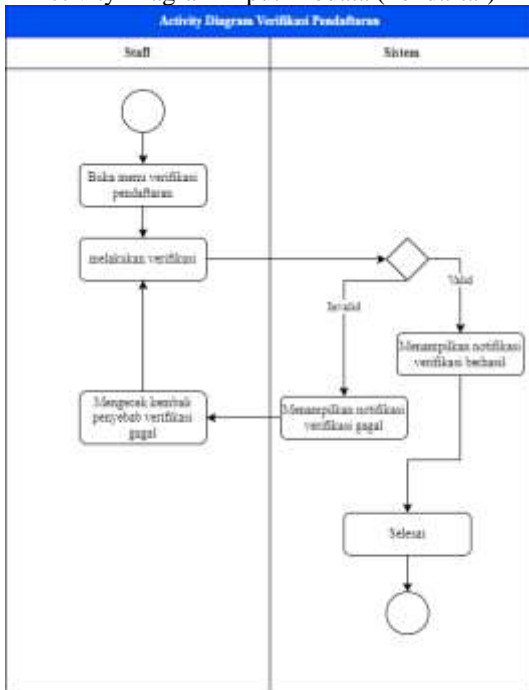 Activity Diagram Verifikasi Pendaftaran
Staff
Sistem
Buka menu verifikasi
pendaftaran
melakukan verifikasi
Valid
Invalid
Menampilkan notifikasi
verifikasi berhasil
Mengecek kembali
penyebab verifikasi
gagal
Menampilkan notifikasi
verifikasi gagal
Selesai